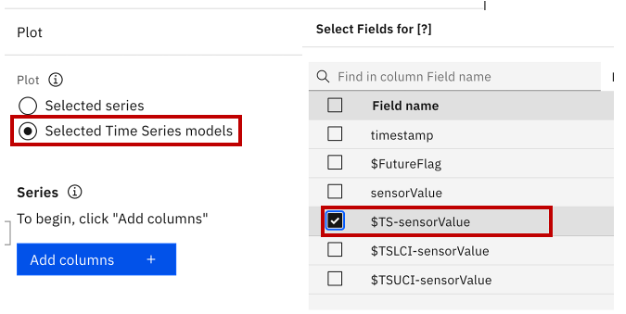 Plot
Plot
Selected series
Selected Time Series models
Series
To begin, click "Add columns"
Add columns +
Select Fields for [?]
Find in column Field name
Field name
timestamp
$FutureFlag
sensorValue
$TS-sensorValue
$TSLCI-sensorValue
$TSUCI-sensorValue